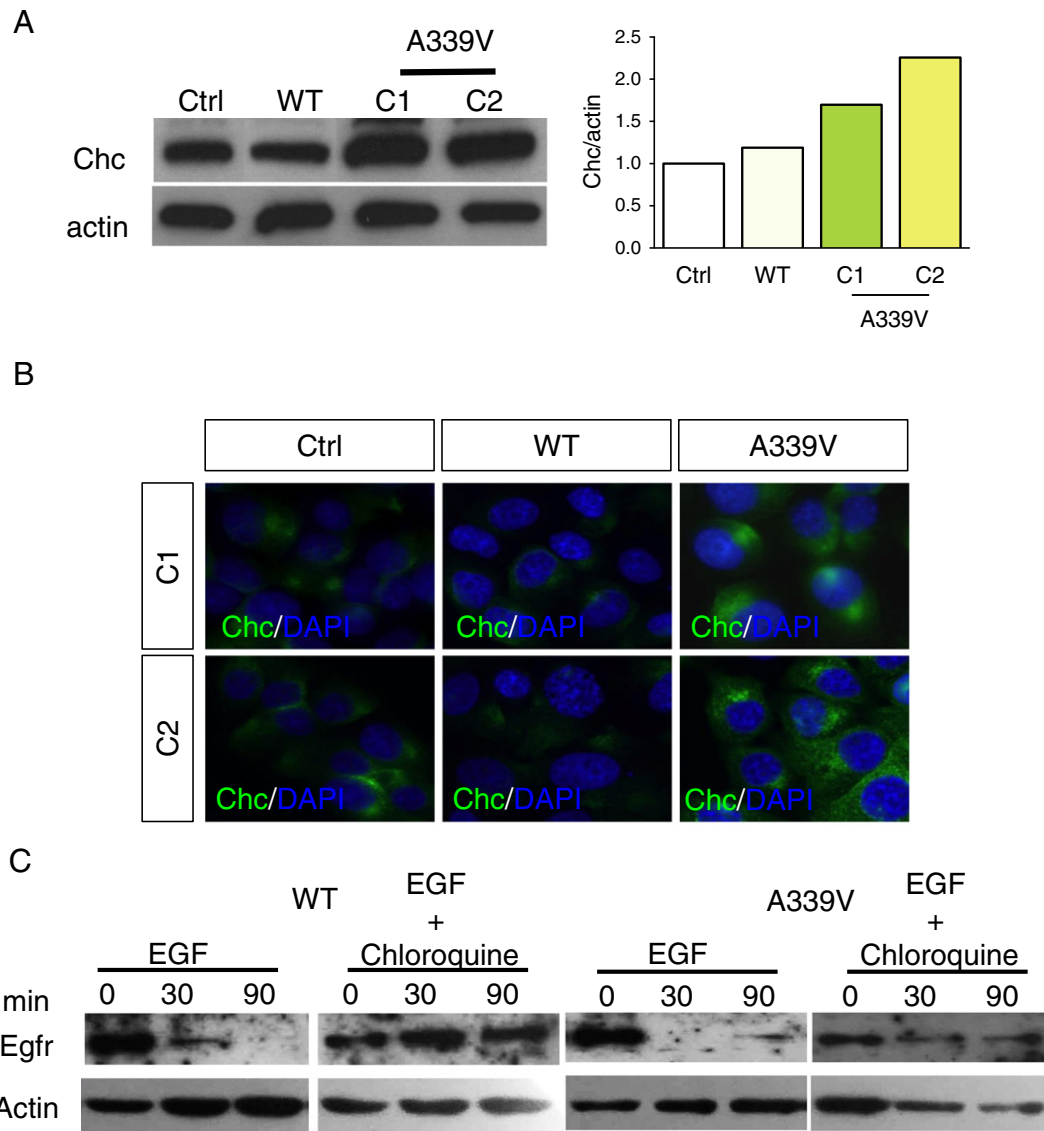 A
A339V
Ctrl WT C1 C2
Chc
actin
2.5
2.0
1.5
1.0
0.5
0.0
Chc/actin
Ctrl WT C1 C2
A339V
B
Ctrl WT A339V
C1
Chc/DAPI Chc/DAPI Chc/DAPI
C2
Chc/DAPI Chc/DAPI Chc/DAPI
C
WT A339V
EGF EGF + Chloroquine EGF EGF + Chloroquine
min 0 30 90 0 30 90 0 30 90 0 30 90
Egfr
Actin